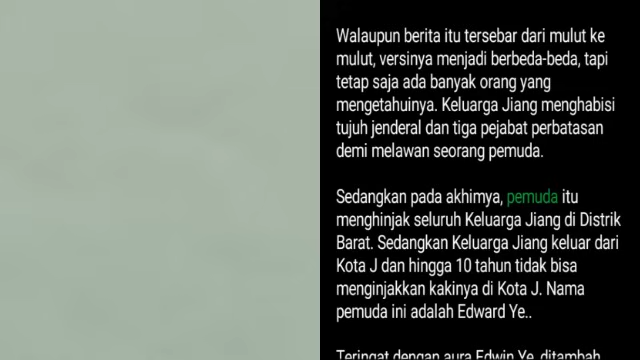 Walaupun berita itu tersebar dari mulut ke
mulut, versinya menjadi berbeda-beda, tapi
tetap saja ada banyak orang yang
mengetahuinya. Keluarga Jiang menghabisi
tujuh jenderal dan tiga pejabat perbatasan
demi melawan seorang pemuda.
Sedangkan pada akhirnya, pemuda itu
menghinjak seluruh Keluarga Jiang di Distrik
Barat. Sedangkan Keluarga Jiang keluar dari
Kota J dan hingga 10 tahun tidak bisa
menginjakkan kakinya di Kota J. Nama
pemuda ini adalah Edward Ye..
Teringat dengan aura Edwin Ye, ditambah